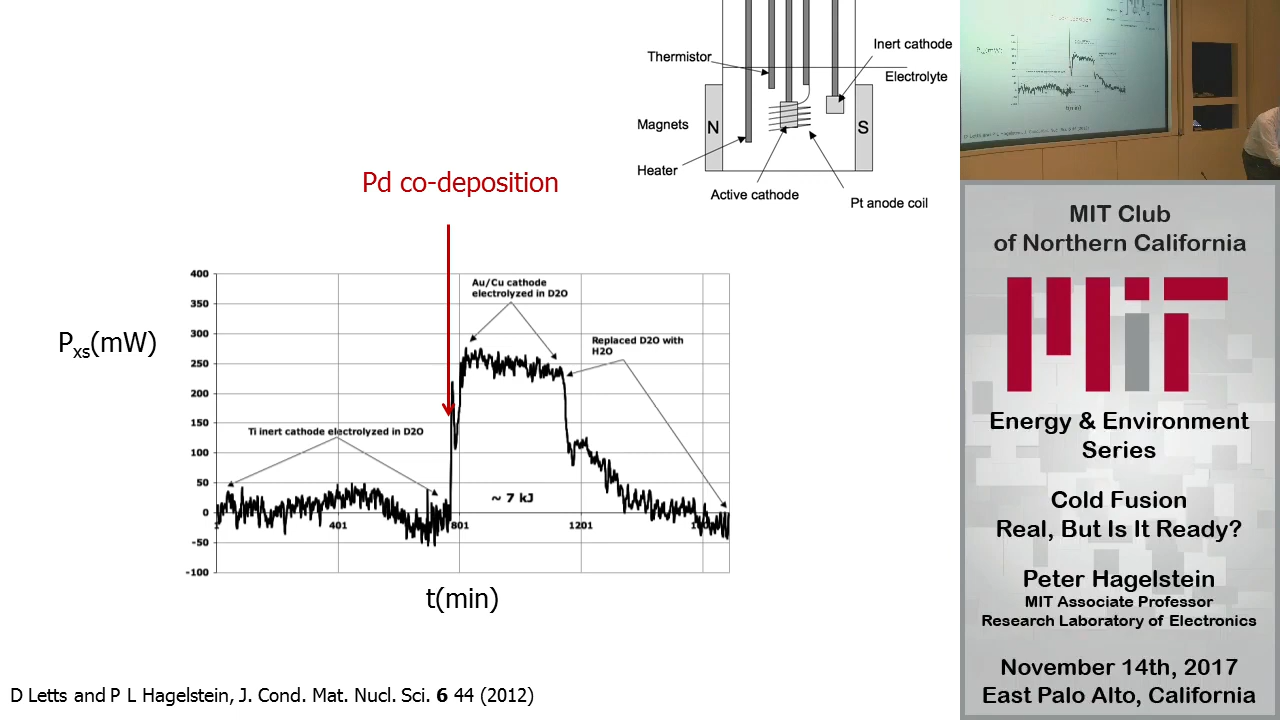 Thermistor
Inert cathode
Electrolyte
Magnets
N
S
Heater
Active cathode
Pt anode coil
Pd co-deposition
Pxs(mW)
400
350
300
250
200
150
100
50
0
-50
-100
Au/Cu cathode
electrolyzed in D2O
Replaced D2O with
H2O
Ti inert cathode electrolyzed in D2O
~ 7 kJ
401
801
1201
t(min)
D Letts and P L Hagelstein, J. Cond. Mat. Nucl. Sci. 6 44 (2012)
MIT Club
of Northern California
MIT
Energy & Environment
Series
Cold Fusion
Real, But Is It Ready?
Peter Hagelstein
MIT Associate Professor
Research Laboratory of Electronics
November 14th, 2017
East Palo Alto, California